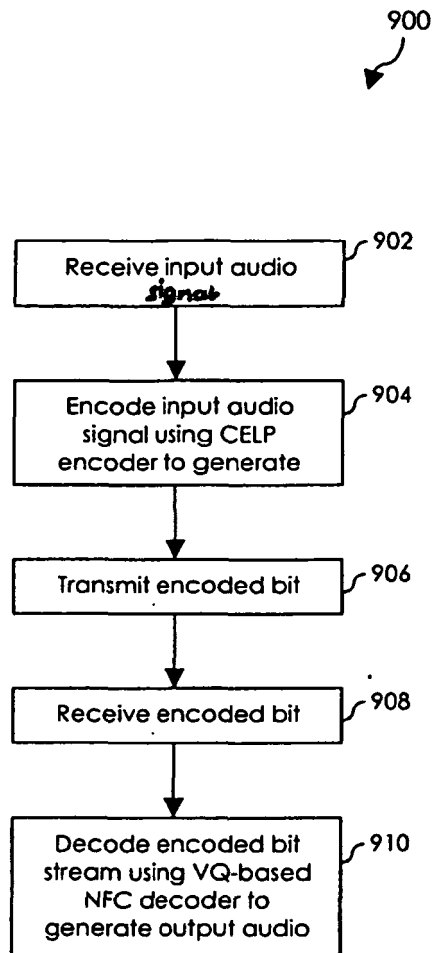 900
902
Receive input audio
signal
904
Encode input audio
signal using CELP
encoder to generate
906
Transmit encoded bit
908
Receive encoded bit
910
Decode encoded bit
stream using VQ-based
NFC decoder to
generate output audio